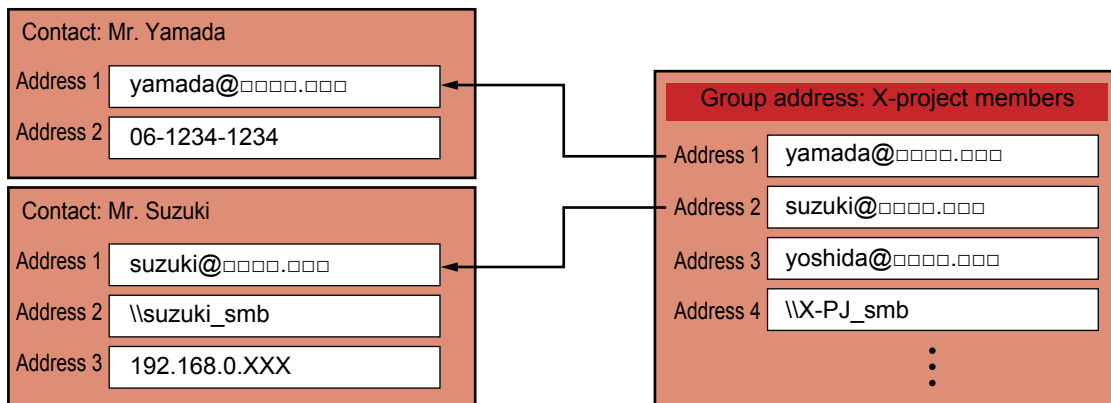 Contact: Mr. Yamada
Address 1 yamada@□□□□.□□□
Address 2 06-1234-1234
Contact: Mr. Suzuki
Address 1 suzuki@□□□□.□□□
Address 2 \\suzuki_smb
Address 3 192.168.0.XXX
Group address: X-project members
Address 1 yamada@□□□□.□□□
Address 2 suzuki@□□□□.□□□
Address 3 yoshida@□□□□.□□□
Address 4 \\X-PJ_smb